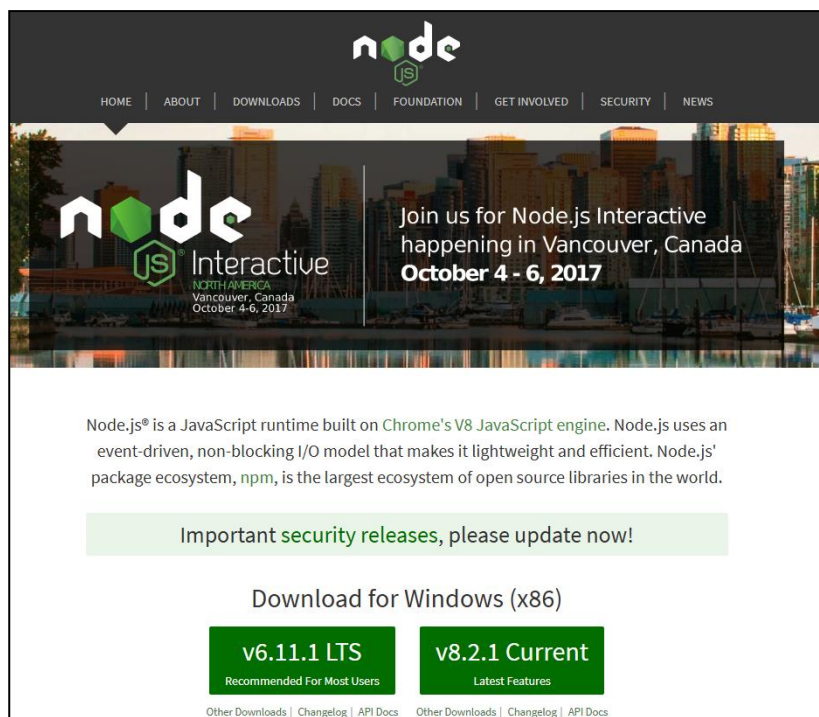 node
JS
HOME | ABOUT | DOWNLOADS | DOCS | FOUNDATION | GET INVOLVED | SECURITY | NEWS
node
JS
Interactive
NORTH AMERICA
Vancouver, Canada
October 4-6, 2017
Join us for Node.js Interactive
happening in Vancouver, Canada
October 4 - 6, 2017
Node.js® is a JavaScript runtime built on Chrome's V8 JavaScript engine. Node.js uses an
event-driven, non-blocking I/O model that makes it lightweight and efficient. Node.js'
package ecosystem, npm, is the largest ecosystem of open source libraries in the world.
Important security releases, please update now!
Download for Windows (x86)
v6.11.1 LTS
Recommended For Most Users
v8.2.1 Current
Latest Features
Other Downloads | Changelog | API Docs
Other Downloads | Changelog | API Docs